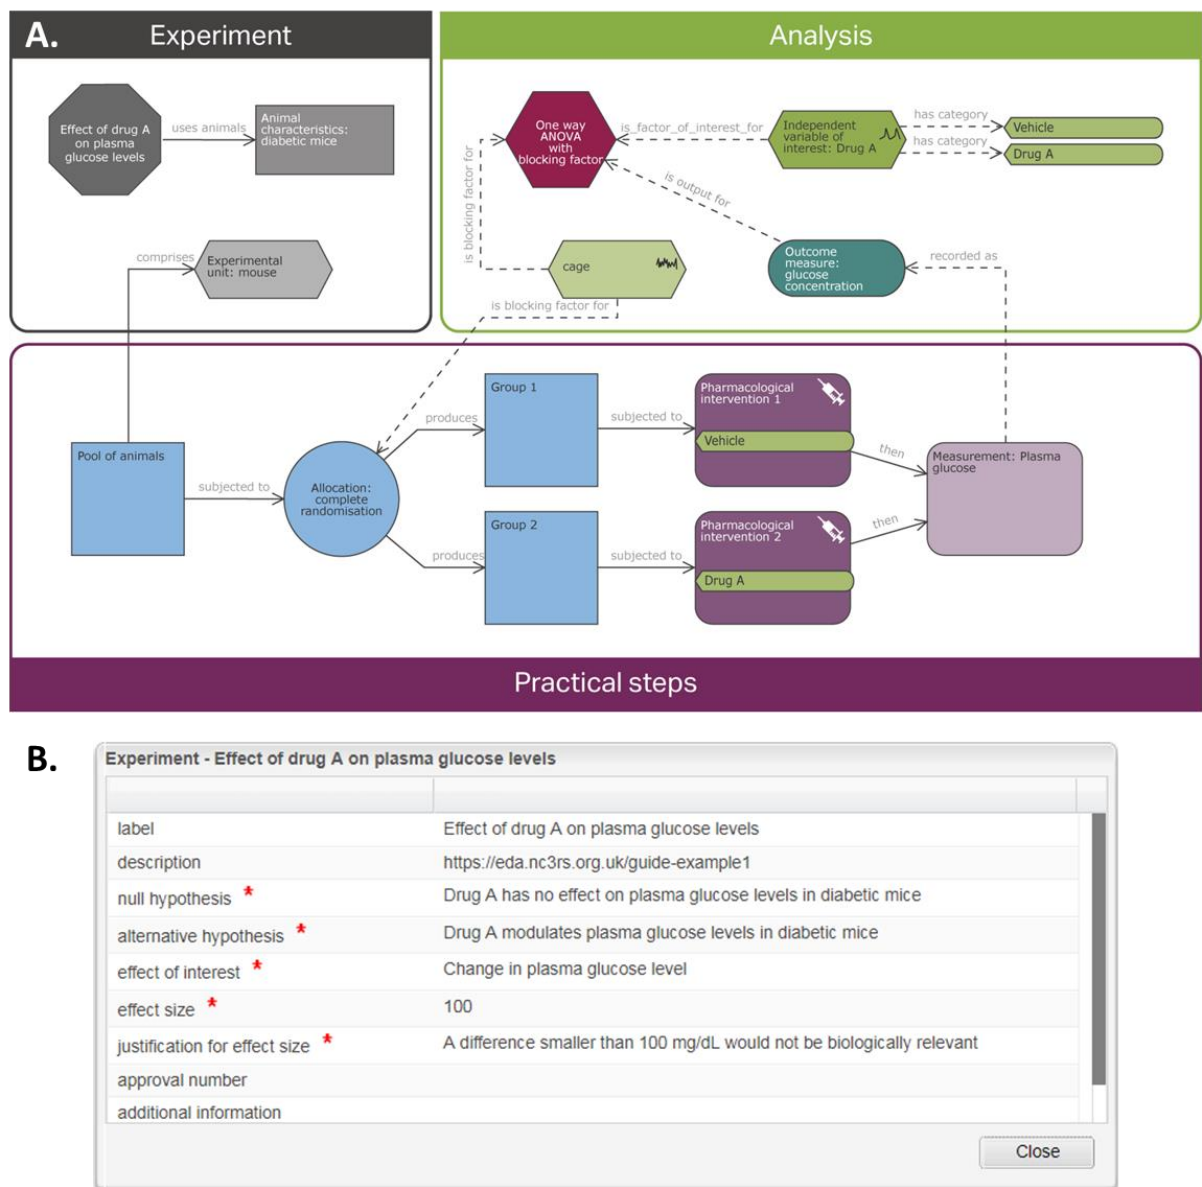 A.
Experiment
Analysis
Effect of drug A
on plasma
glucose levels
uses animals
Animal
characteristics:
diabetic mice
comprises
Experimental
unit: mouse
One way
ANOVA
with
blocking factor
is_factor_of_interest_for
Independent
variable of
interest: Drug A
has category
Vehicle
has category
Drug A
is blocking factor for
is output for
cage
Outcome
measure:
glucose
concentration
recorded as
is blocking factor for
Pool of animals
subjected to
Allocation:
complete
randomisation
produces
Group 1
subjected to
Pharmacological
intervention 1
Vehicle
then
Measurement: Plasma
glucose
produces
Group 2
subjected to
Pharmacological
intervention 2
Drug A
then
Practical steps
B.
Experiment - Effect of drug A on plasma glucose levels
label Effect of drug A on plasma glucose levels
description https://eda.nc3rs.org.uk/guide-example1
null hypothesis * Drug A has no effect on plasma glucose levels in diabetic mice
alternative hypothesis * Drug A modulates plasma glucose levels in diabetic mice
effect of interest * Change in plasma glucose level
effect size * 100
justification for effect size * A difference smaller than 100 mg/dL would not be biologically relevant
approval number
additional information
Close